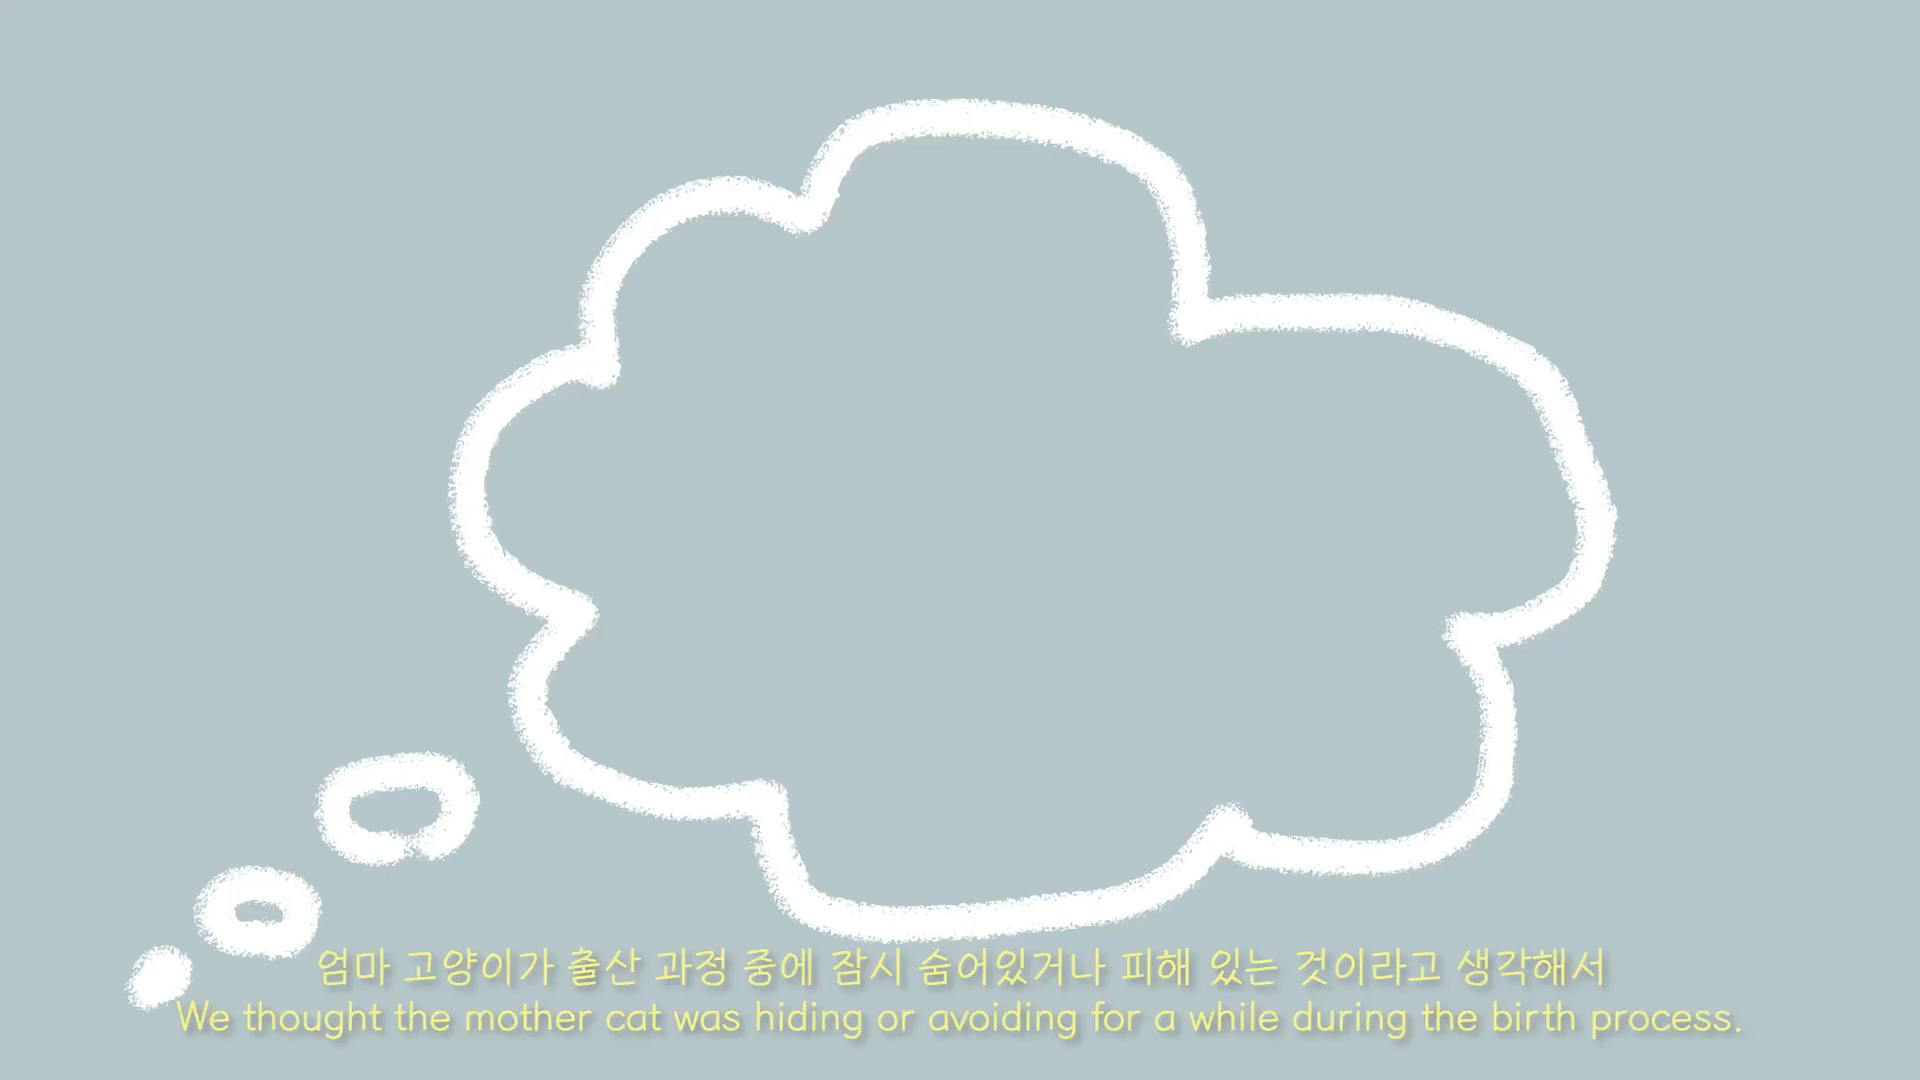 엄마 고양이가 출산 과정 중에 잠시 숨어있거나 피해 있는 것이라고 생각해서
We thought the mother cat was hiding or avoiding for a while during the birth process.